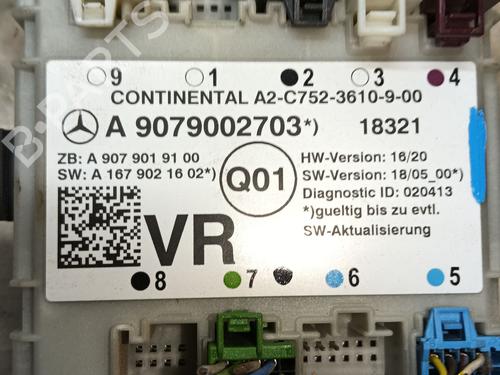 B-PARTS
9 1 2 3 4
CONTINENTAL A2-C752-3610-9-00
A 9079002703*) 18321
ZB: A 907 901 91 00
SW: A 167 902 16 02*)
Q01
HW-Version: 16/20
SW-Version: 18/05_00*)
Diagnostic ID: 020413
*)gueltig bis zu evtl.
SW-Aktualisierung
VR
8 7 6 5